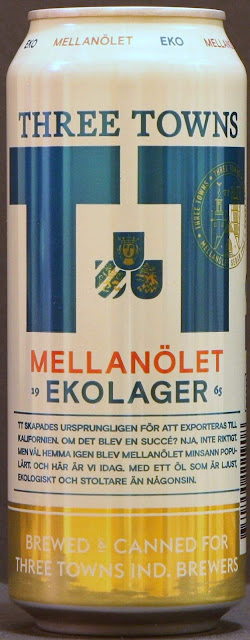 EKO MELLANÖLET EKO
THREE TOWNS
TT
THREE TOWNS
MELLANÖLET
19 EKOLAGER 65
TT SKAPADES URSPRUNGLIGEN FÖR ATT EXPORTERAS TILL
KALIFORNIEN. OM DET BLEV EN SUCCÉ? NJA, INTE RIKTIGT.
MEN VÄL HEMMA IGEN BLEV MELLANÖLET MINSANN POPU-
LÄRT. OCH HÄR ÄR VI IDAG. MED ETT ÖL SOM ÄR LJUST,
EKOLOGISKT OCH STOLTARE ÄN NÅGONSIN.
BREWED & CANNED FOR
THREE TOWNS IND. BREWERS